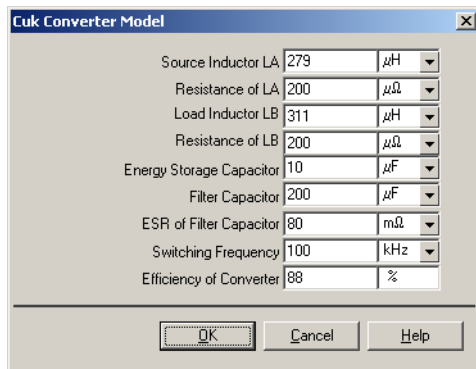 Cuk Converter Model
Source Inductor LA 279 μH
Resistance of LA 200 μΩ
Load Inductor LB 311 μH
Resistance of LB 200 μΩ
Energy Storage Capacitor 10 μF
Filter Capacitor 200 μF
ESR of Filter Capacitor 80 mΩ
Switching Frequency 100 kHz
Efficiency of Converter 88 %
OK Cancel Help